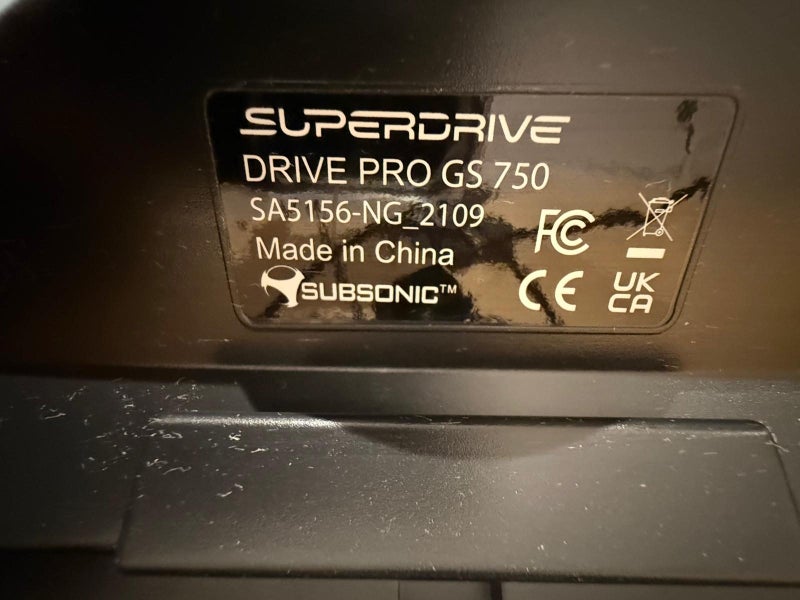 SUPERDRIVE
DRIVE PRO GS 750
SA5156-NG_2109
Made in China
SUBSONIC™
FC
CE
UK
CA